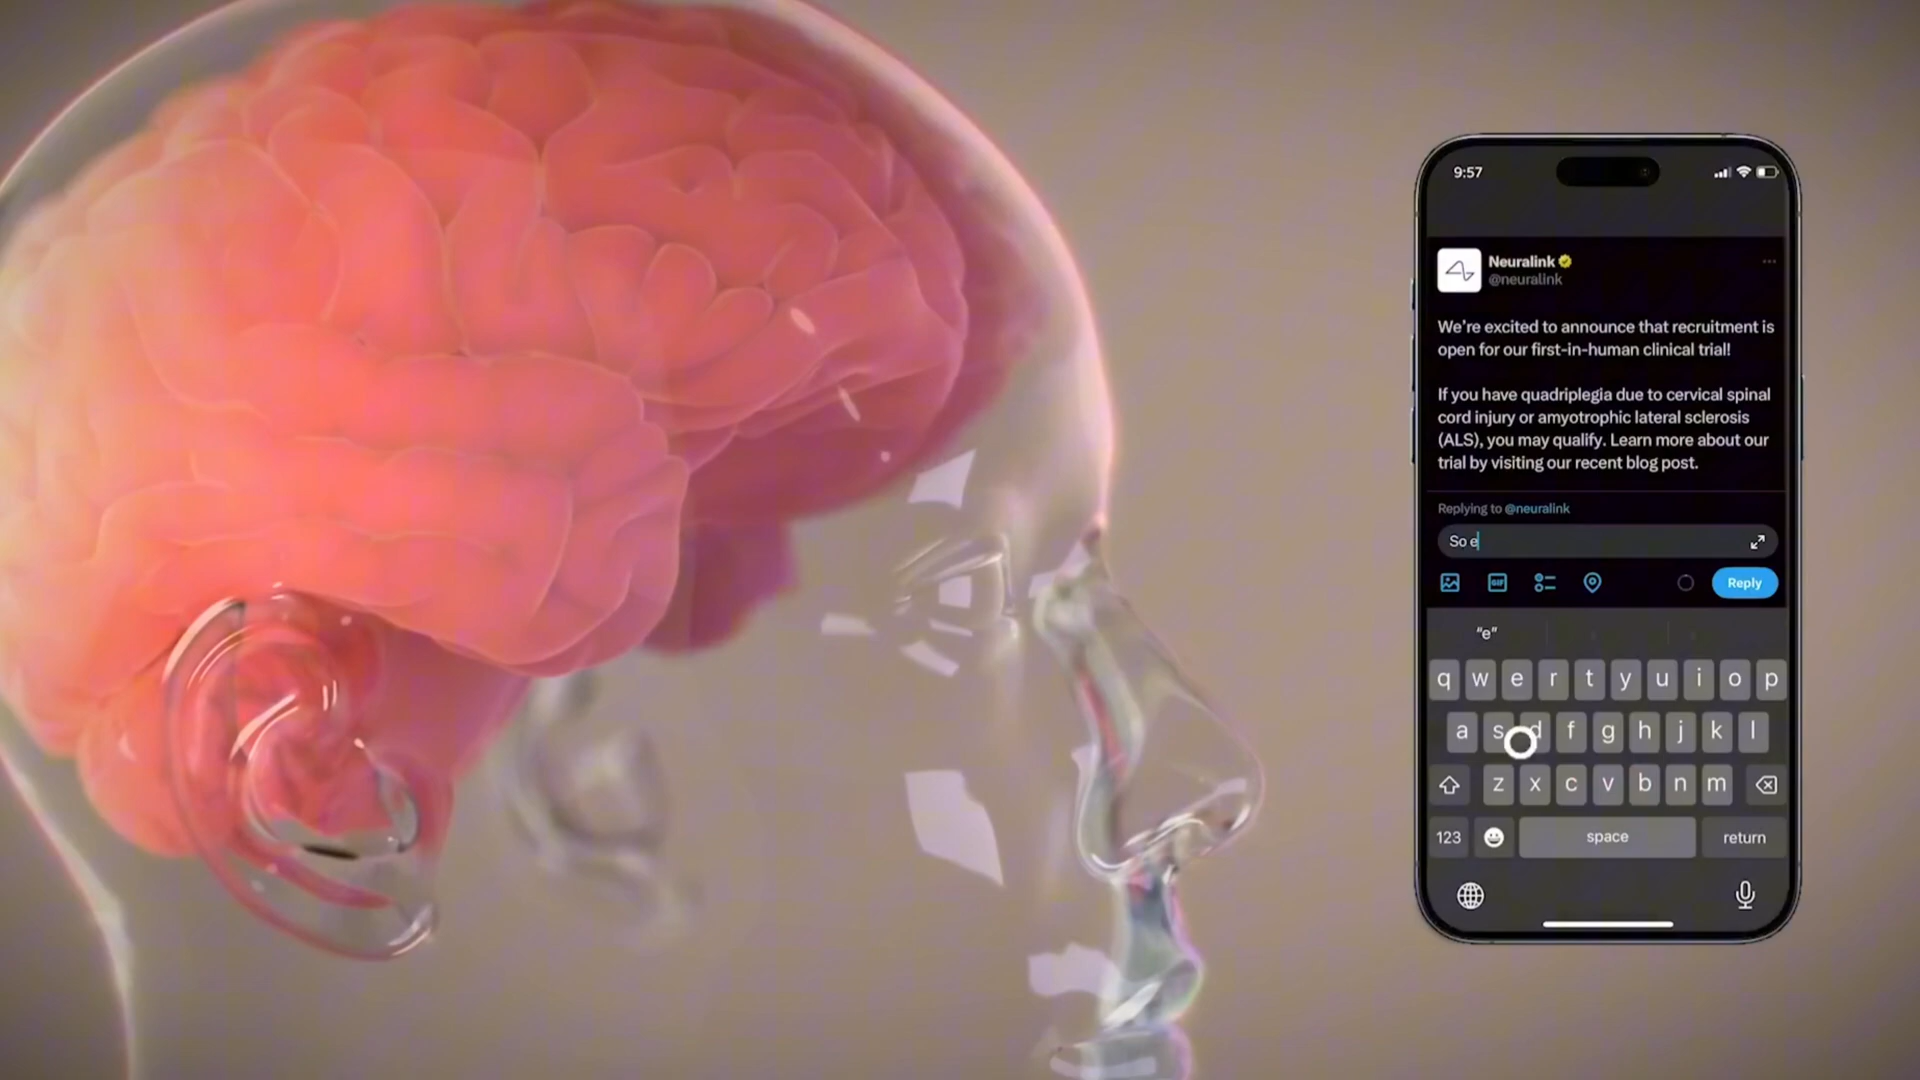 9:57
Neuralink
@neuralink
We're excited to announce that recruitment is
open for our first-in-human clinical trial!
If you have quadriplegia due to cervical spinal
cord injury or amyotrophic lateral sclerosis
(ALS), you may qualify. Learn more about our
trial by visiting our recent blog post.
Replying to @neuralink
So e
GIF
Reply
"e"
q w e r t y u i o p
a s d f g h j k l
z x c v b n m
123 space return